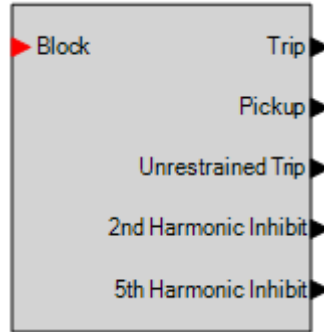 Block Trip
Pickup
Unrestrained Trip
2nd Harmonic Inhibit
5th Harmonic Inhibit